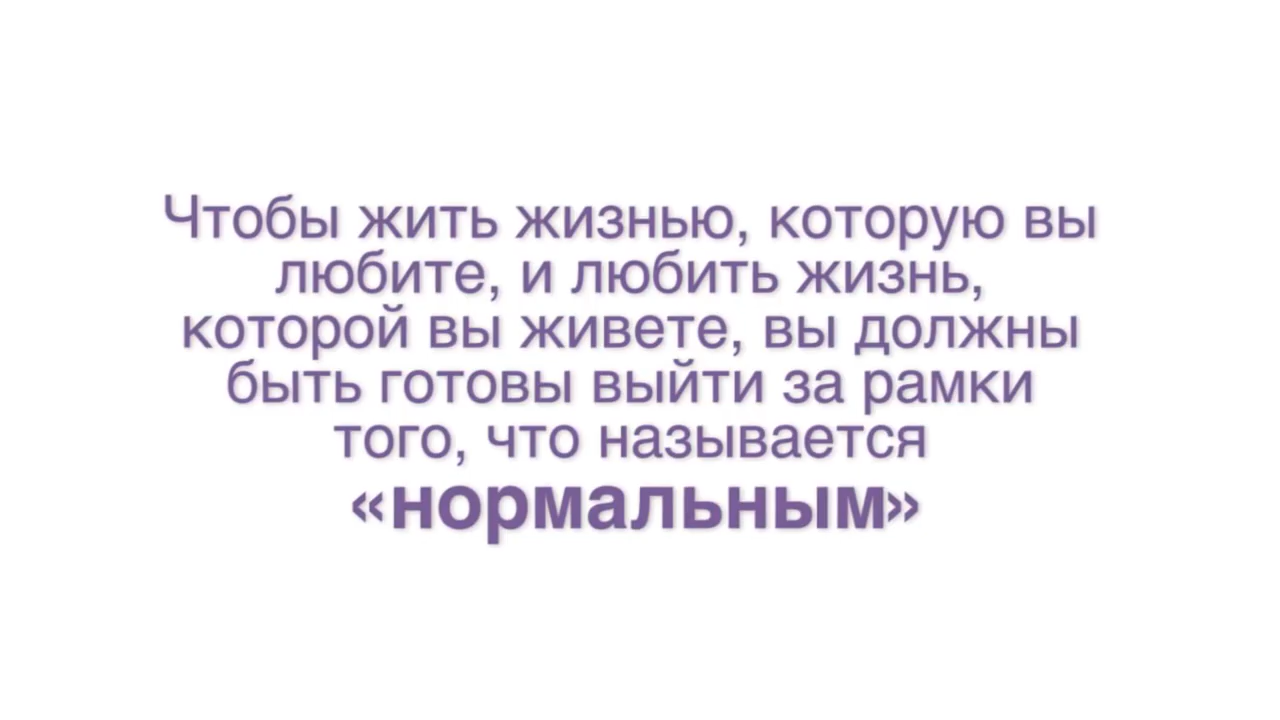 Чтобы жить жизнью, которую вы
любите, и любить жизнь,
которой вы живете, вы должны
быть готовы выйти за рамки
того, что называется
«нормальным»